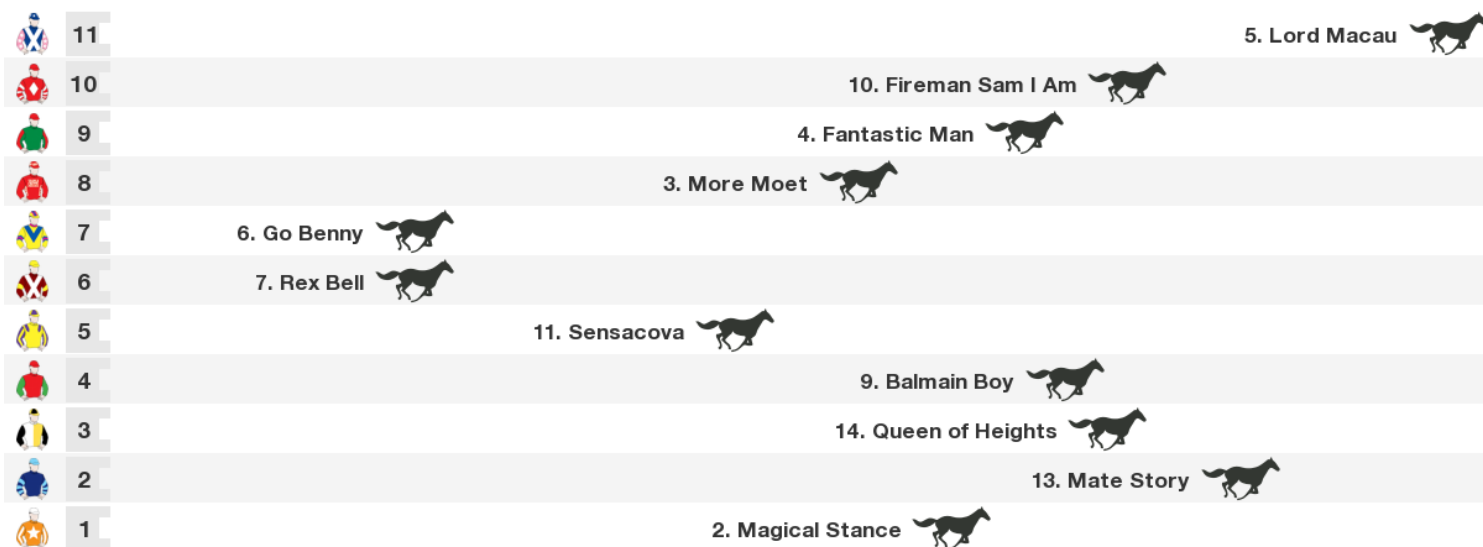 11 5. Lord Macau
10 10. Fireman Sam I Am
9 4. Fantastic Man
8 3. More Moet
7 6. Go Benny
6 7. Rex Bell
5 11. Sensacova
4 9. Balmain Boy
3 14. Queen of Heights
2 13. Mate Story
1 2. Magical Stance